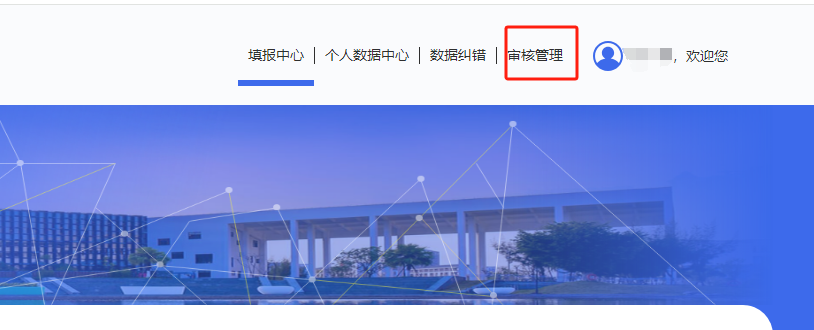 填报中心 | 个人数据中心 | 数据纠错 | 审核管理 ，欢迎您